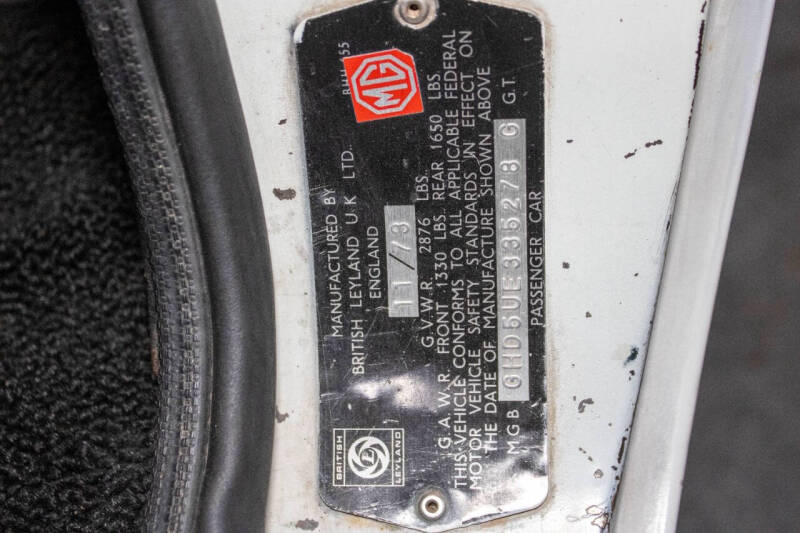 MG
MANUFACTURED BY
BRITISH LEYLAND U.K. LTD.
ENGLAND
11/73
G.V.W.R. 2876 LBS.
G.A.W.R. FRONT 1330 LBS. REAR 1650 LBS.
THIS VEHICLE CONFORMS TO ALL APPLICABLE FEDERAL
MOTOR VEHICLE SAFETY STANDARDS IN EFFECT ON
THE DATE OF MANUFACTURE SHOWN ABOVE
MGB GHD5UE335278 G G.T.
PASSENGER CAR
BRITISH
L
LEYLAND